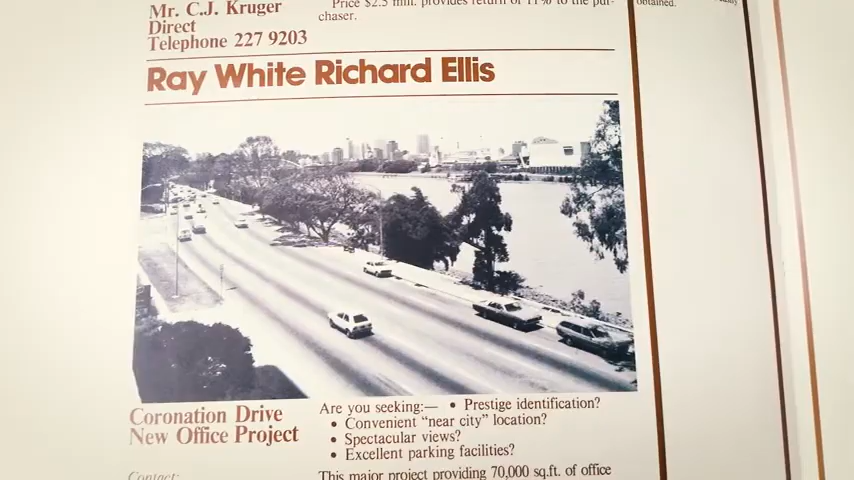 Mr. C.J. Kruger
Direct
Telephone 227 9203
Price $2.5 mill. provides return of 11% to the pur-
chaser.
obtained.
Ray White Richard Ellis
Coronation Drive
New Office Project
Contact:
Are you seeking:— • Prestige identification?
• Convenient "near city" location?
• Spectacular views?
• Excellent parking facilities?
This major project providing 70,000 sq.ft. of office